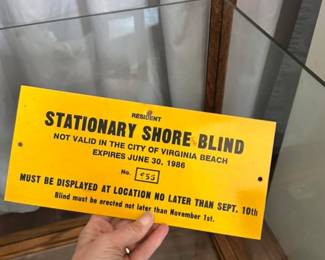 RESIDENT
STATIONARY SHORE BLIND
NOT VALID IN THE CITY OF VIRGINIA BEACH
EXPIRES JUNE 30. 1986
No.
MUST BE DISPLAYED AT LOCATION NO LATER THAN SEPT. 10th
Blind must be erected not later than November 1st.